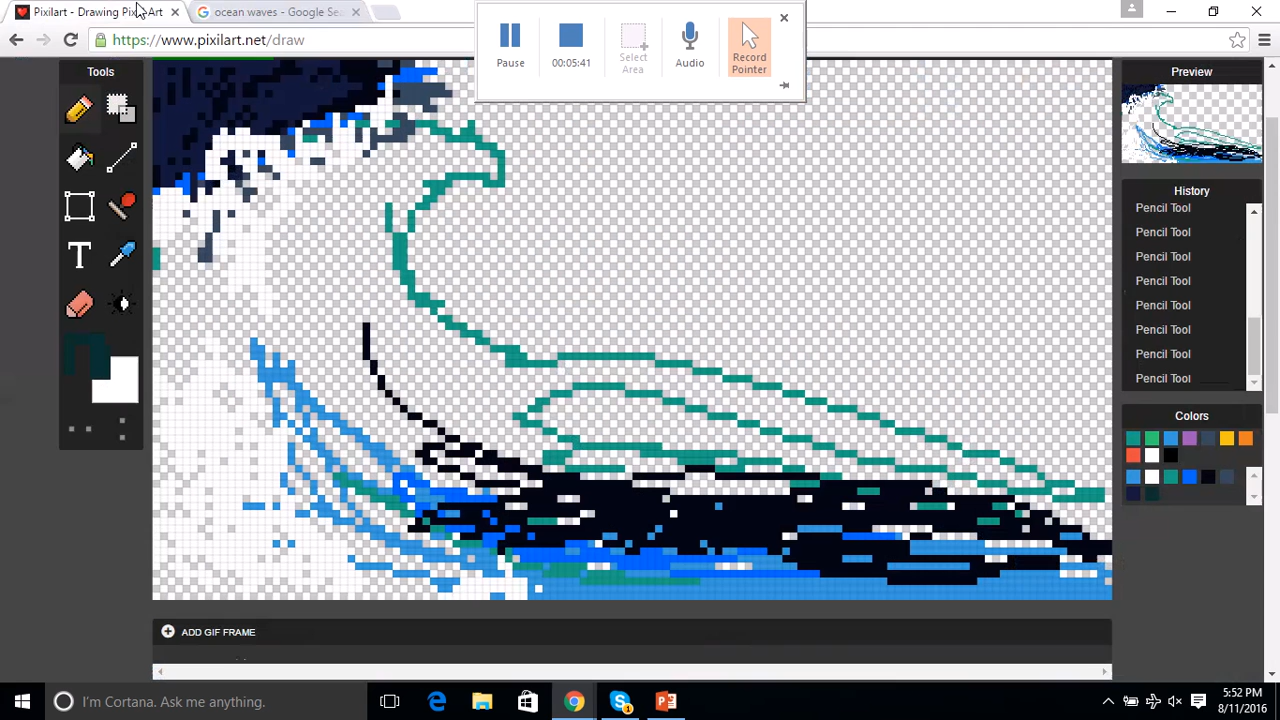 Pixilart - Drawing Pix Art
ocean waves - Google Sea
https://www.pixilart.net/draw
Pause
00:05:41
Select Area
Audio
Record Pointer
Tools
T
Preview
History
Pencil Tool
Pencil Tool
Pencil Tool
Pencil Tool
Pencil Tool
Pencil Tool
Pencil Tool
Pencil Tool
Colors
ADD GIF FRAME
I'm Cortana. Ask me anything.
5:52 PM
8/11/2016